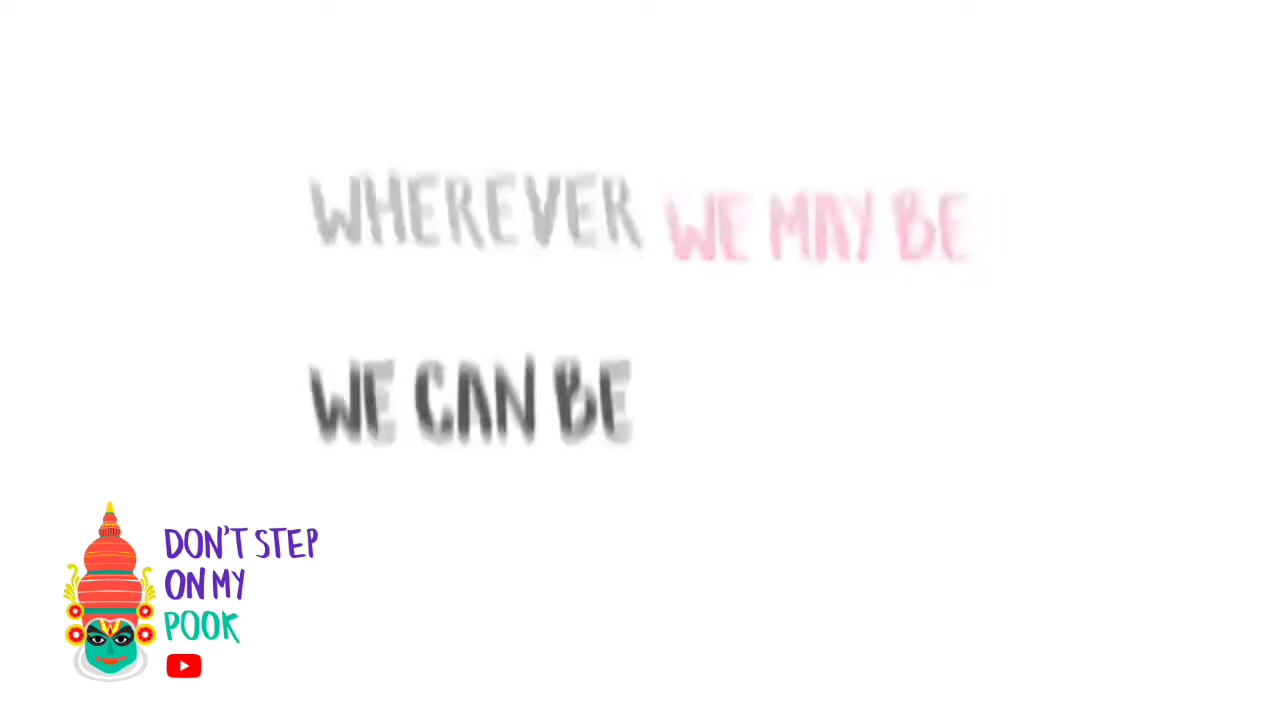 WHEREVER WE MAY BE
WE CAN BE
DON'T STEP
ON MY
POOK